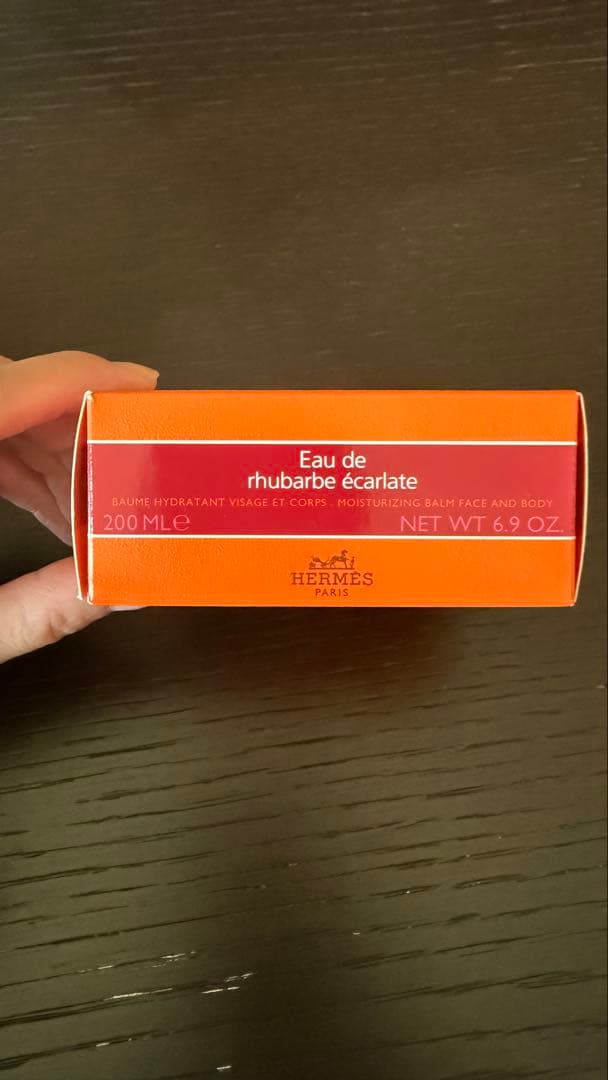 Eau de
rhubarbe écarlate
BAUME HYDRATANT VISAGE ET CORPS . MOISTURIZING BALM FACE AND BODY
200 ML ℮ NET WT 6.9 OZ.
HERMÈS
PARIS